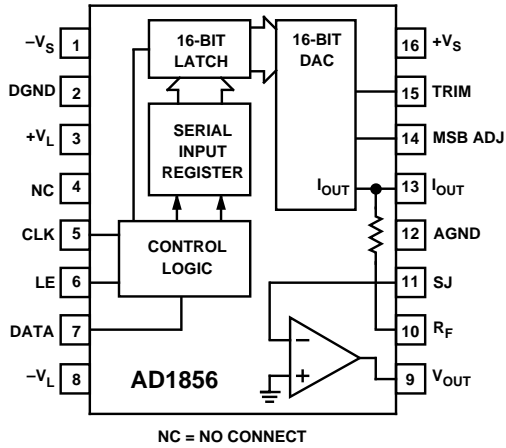 –VS 1
DGND 2
+VL 3
NC 4
CLK 5
LE 6
DATA 7
–VL 8
16-BIT
LATCH
SERIAL
INPUT
REGISTER
CONTROL
LOGIC
16-BIT
DAC
IOUT
16 +VS
15 TRIM
14 MSB ADJ
13 IOUT
12 AGND
11 SJ
10 RF
9 VOUT
–
+
AD1856
NC = NO CONNECT